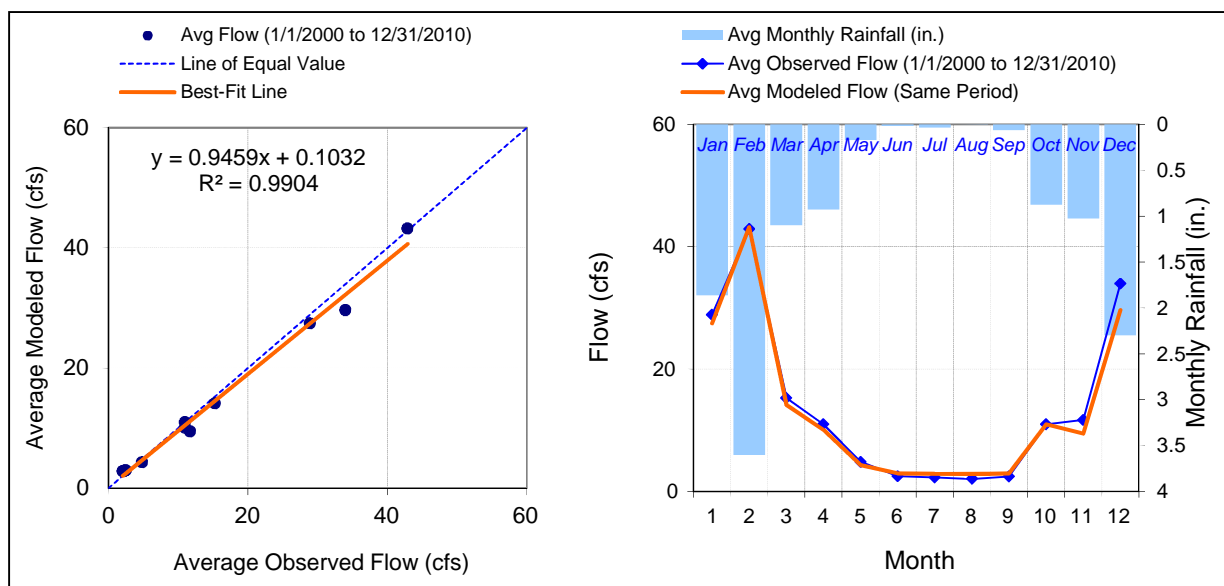 Avg Flow (1/1/2000 to 12/31/2010)
Line of Equal Value
Best-Fit Line
y = 0.9459x + 0.1032
R² = 0.9904
60
40
20
0
0 20 40 60
Average Modeled Flow (cfs)
Average Observed Flow (cfs)
Avg Monthly Rainfall (in.)
Avg Observed Flow (1/1/2000 to 12/31/2010)
Avg Modeled Flow (Same Period)
Jan Feb Mar Apr May Jun Jul Aug Sep Oct Nov Dec
60
40
20
0
Flow (cfs)
0
0.5
1
1.5
2
2.5
3
3.5
4
Monthly Rainfall (in.)
1 2 3 4 5 6 7 8 9 10 11 12
Month